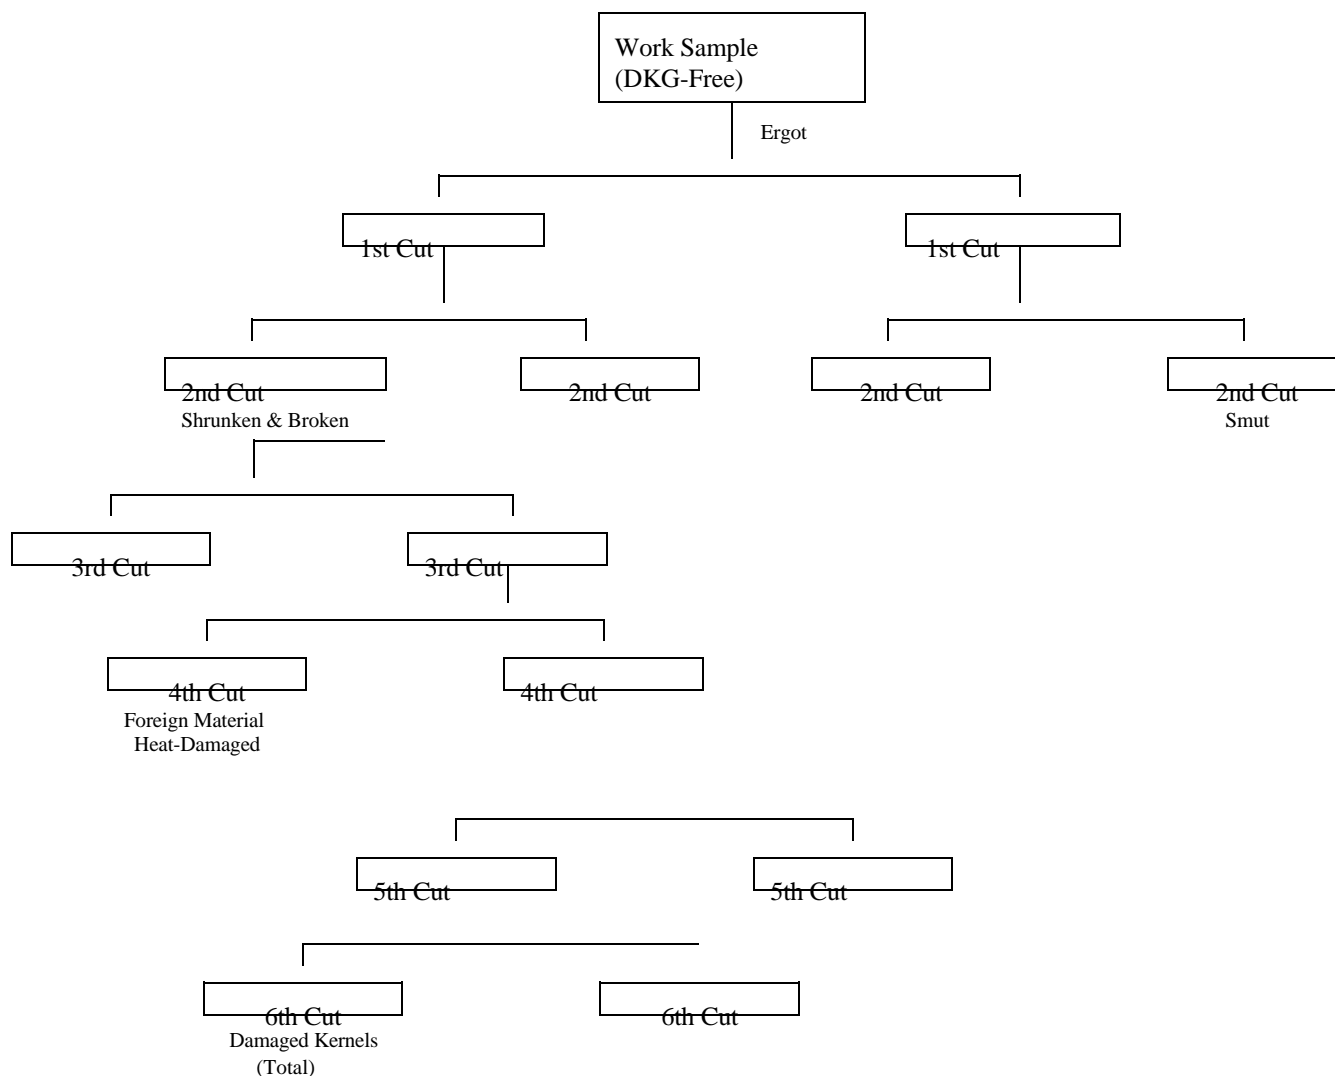 Work Sample
(DKG-Free)
Ergot
1st Cut
1st Cut
2nd Cut
2nd Cut
2nd Cut
2nd Cut
Shrunken & Broken
Smut
3rd Cut
3rd Cut
4th Cut
4th Cut
Foreign Material
Heat-Damaged
5th Cut
5th Cut
6th Cut
6th Cut
Damaged Kernels
(Total)